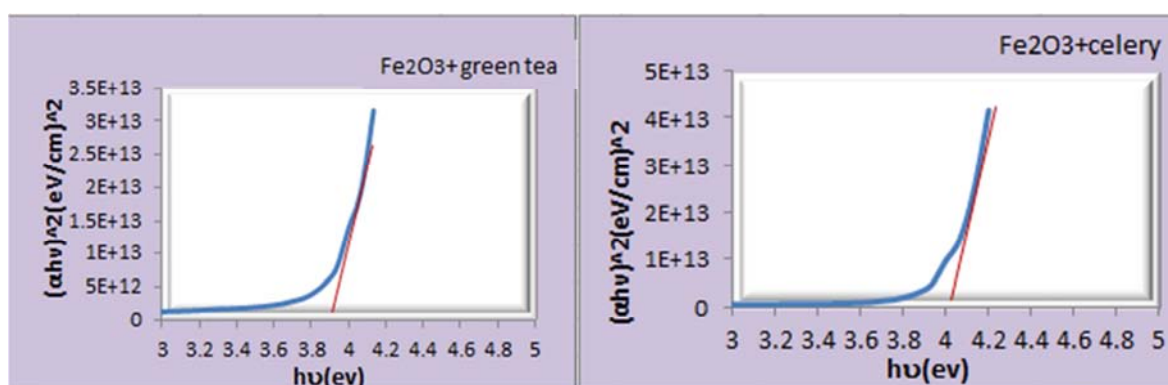 Fe2O3+green tea
(αhν)^2(eV/cm)^2
3.5E+13
3E+13
2.5E+13
2E+13
1.5E+13
1E+13
5E+12
0
3 3.2 3.4 3.6 3.8 4 4.2 4.4 4.6 4.8 5
hυ(ev)
Fe2O3+celery
(αhν)^2(eV/cm)^2
5E+13
4E+13
3E+13
2E+13
1E+13
0
3 3.2 3.4 3.6 3.8 4 4.2 4.4 4.6 4.8 5
hυ(ev)